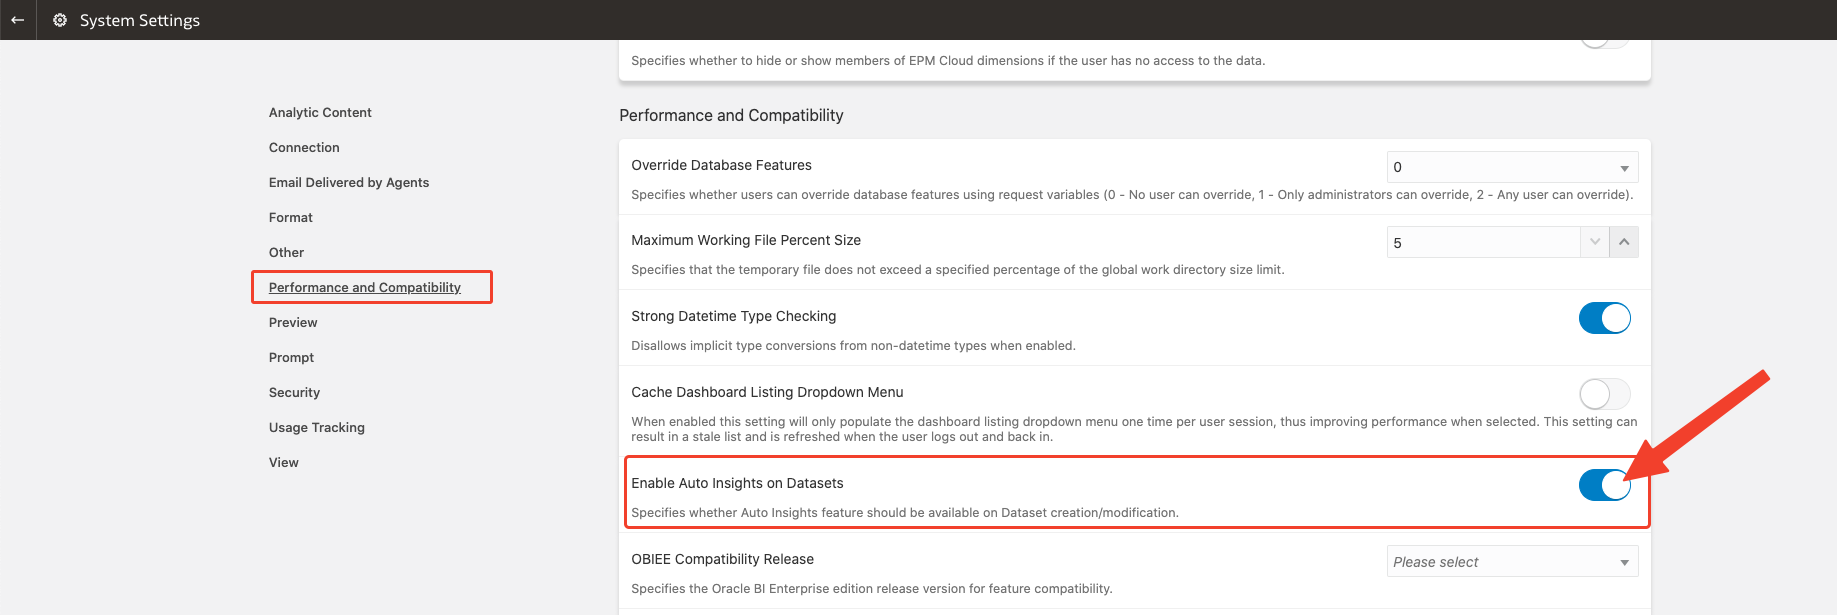 System Settings
Specifies whether to hide or show members of EPM Cloud dimensions if the user has no access to the data.
Analytic Content
Connection
Email Delivered by Agents
Format
Other
Performance and Compatibility
Preview
Prompt
Security
Usage Tracking
View
Performance and Compatibility
Override Database Features
0
Specifies whether users can override database features using request variables (0 - No user can override, 1 - Only administrators can override, 2 - Any user can override).
Maximum Working File Percent Size
5
Specifies that the temporary file does not exceed a specified percentage of the global work directory size limit.
Strong Datetime Type Checking
Disallows implicit type conversions from non-datetime types when enabled.
Cache Dashboard Listing Dropdown Menu
When enabled this setting will only populate the dashboard listing dropdown menu one time per user session, thus improving performance when selected. This setting can
result in a stale list and is refreshed when the user logs out and back in.
Enable Auto Insights on Datasets
Specifies whether Auto Insights feature should be available on Dataset creation/modification.
OBIEE Compatibility Release
Please select
Specifies the Oracle BI Enterprise edition release version for feature compatibility.